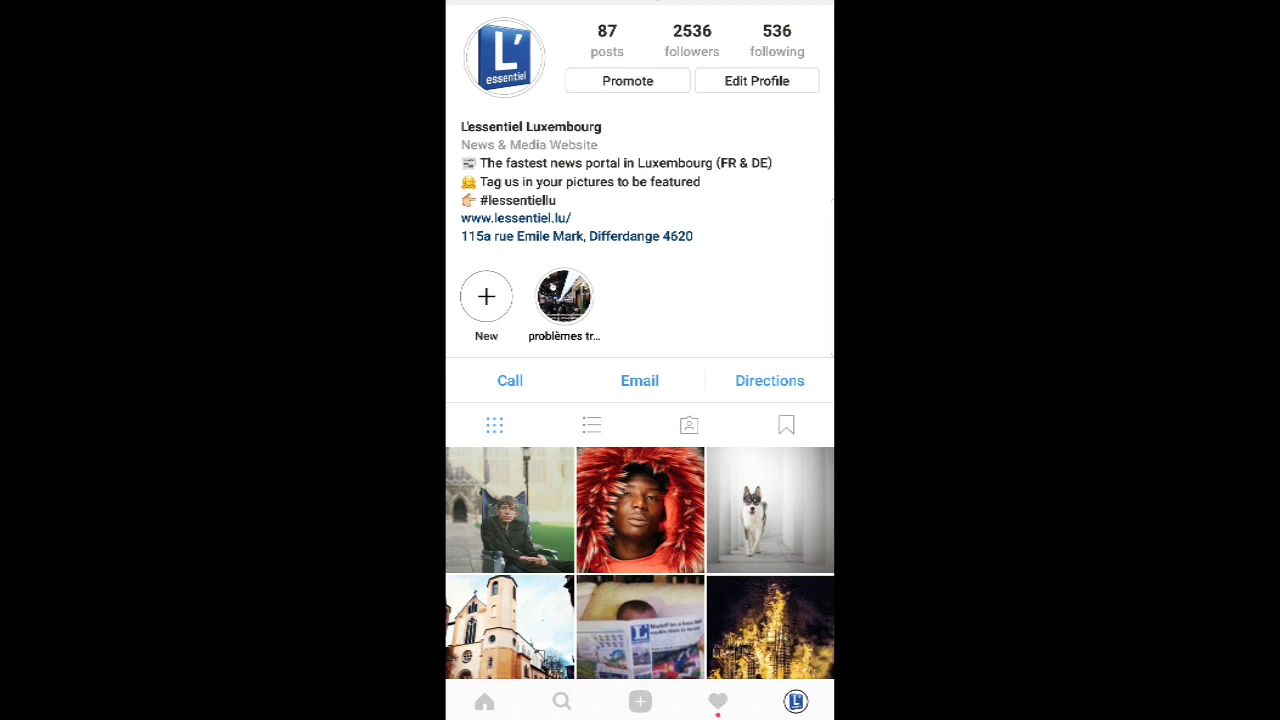 87 2536 536
posts followers following
L'
essentiel
Promote Edit Profile
L'essentiel Luxembourg
News & Media Website
The fastest news portal in Luxembourg (FR & DE)
Tag us in your pictures to be featured
#lessentiellu
www.lessentiel.lu/
115a rue Emile Mark, Differdange 4620
New problèmes tr...
Call Email Directions
L'